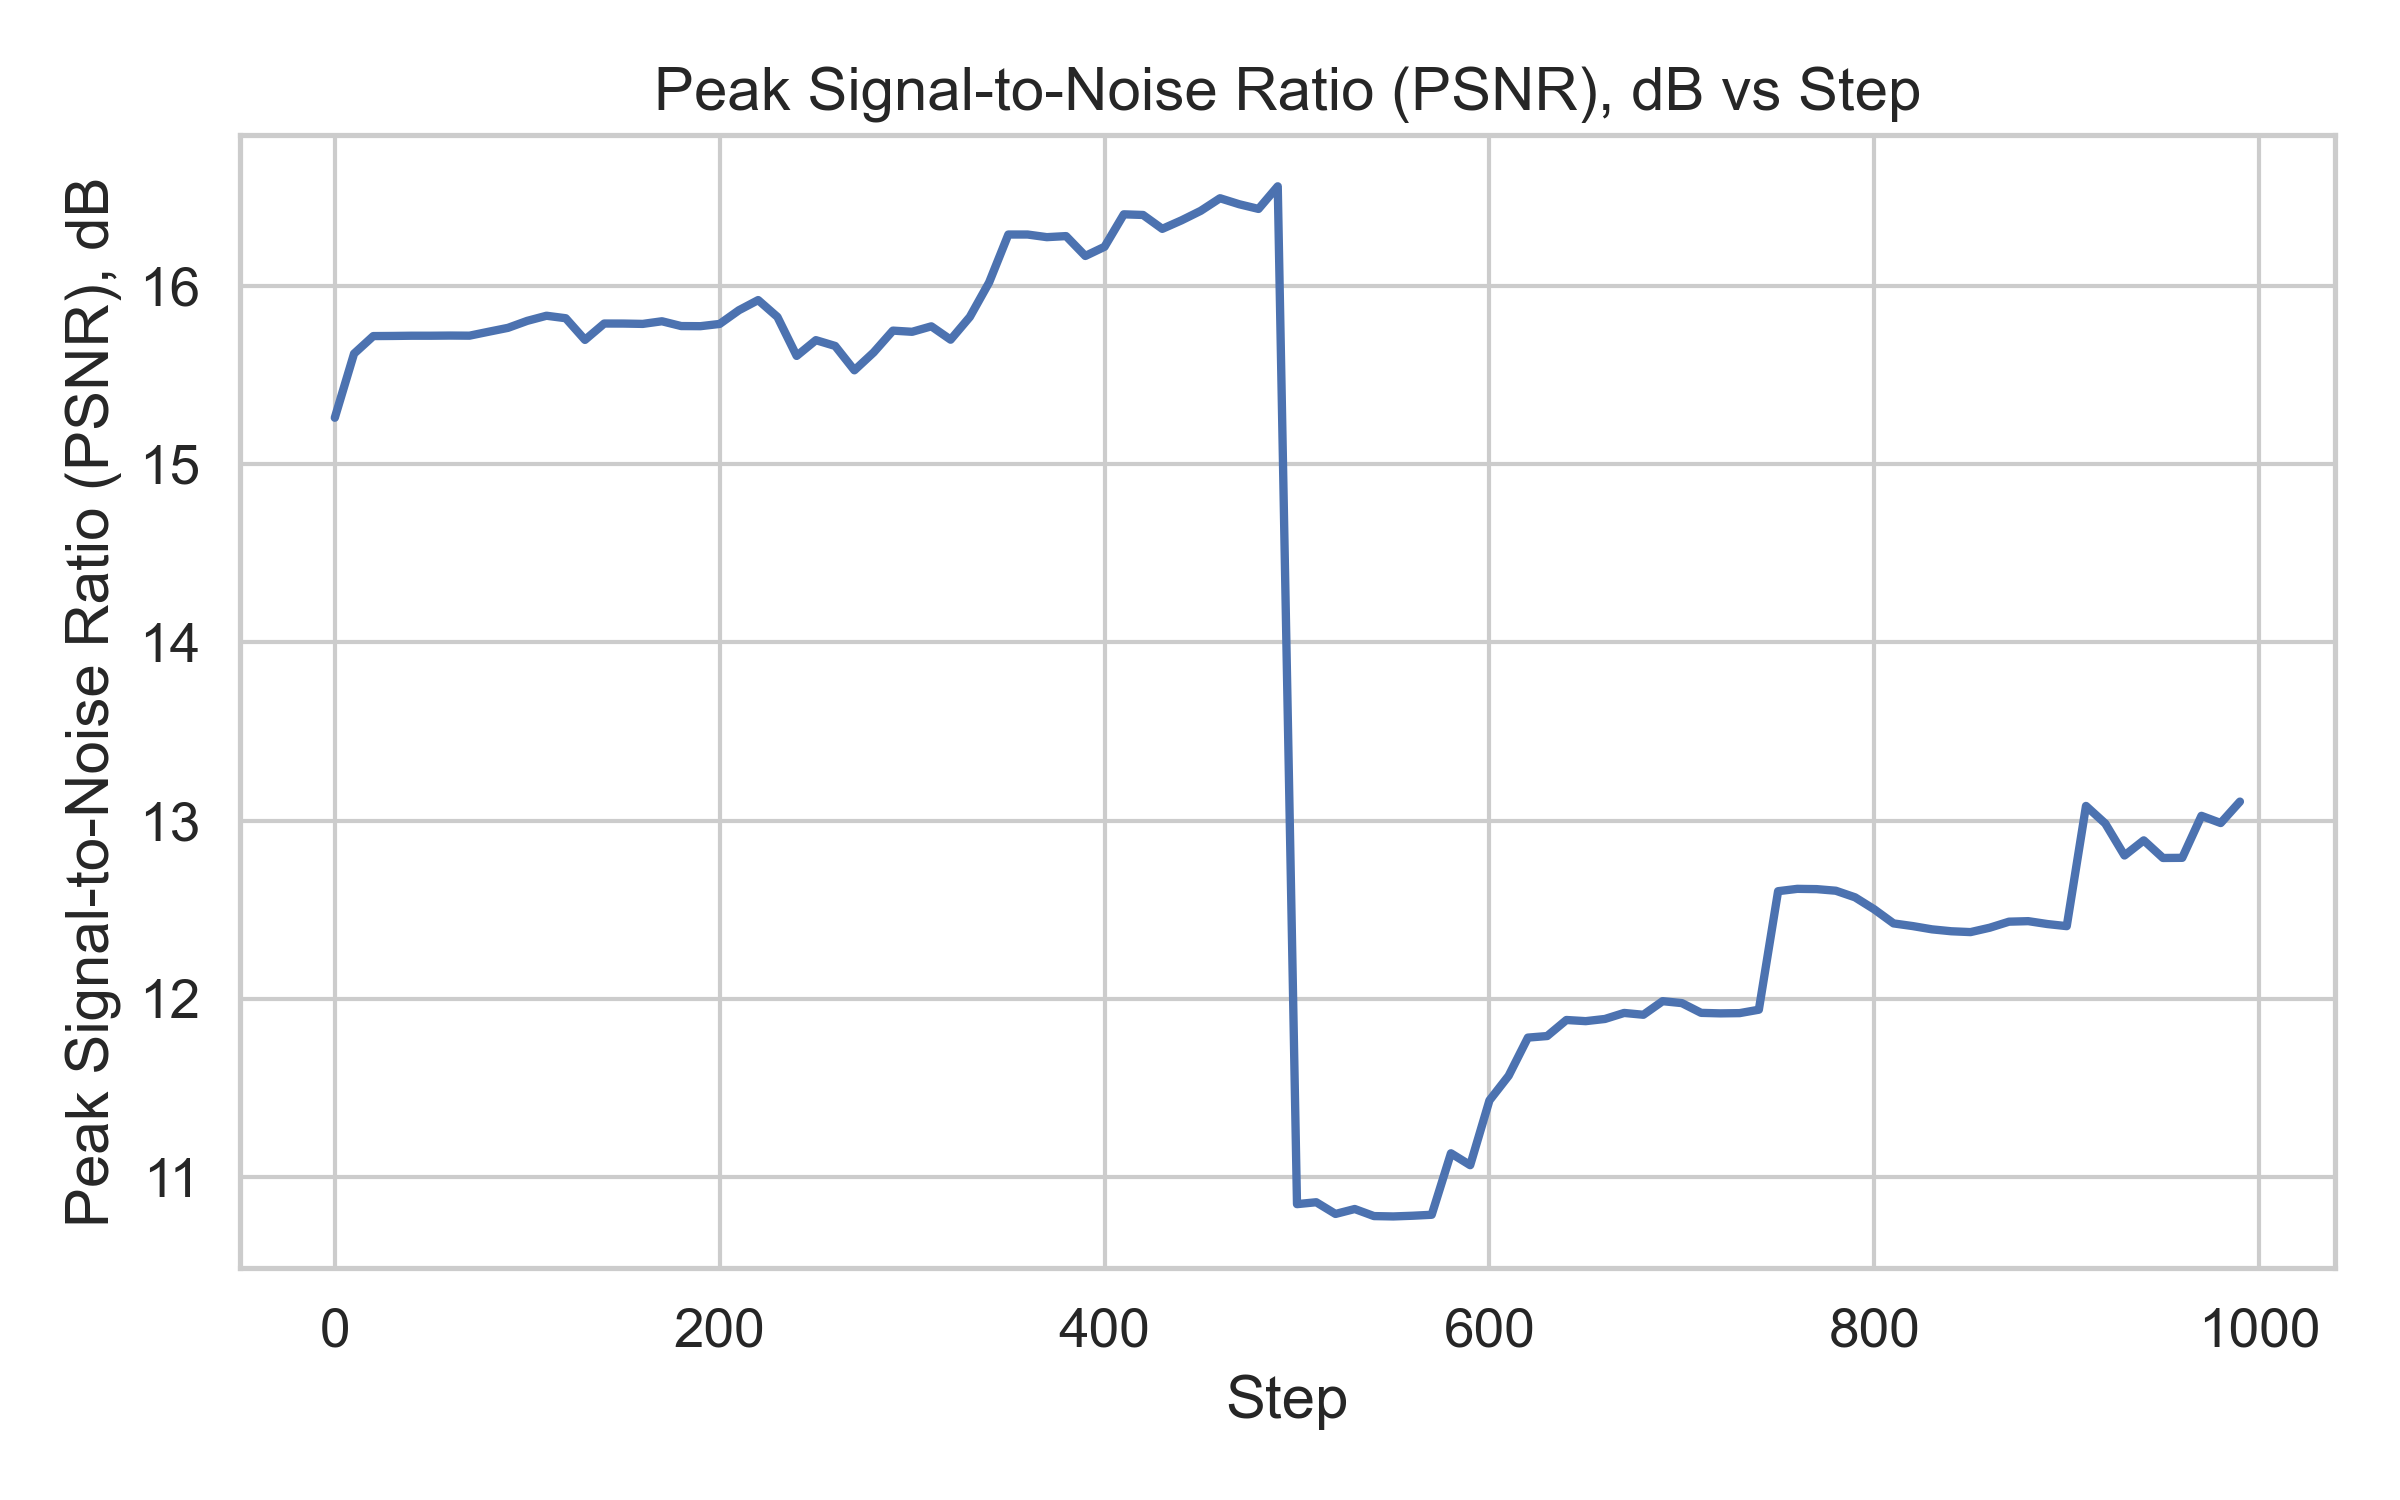 Peak Signal-to-Noise Ratio (PSNR), dB vs Step
Peak Signal-to-Noise Ratio (PSNR), dB
16
15
14
13
12
11
0 200 400 600 800 1000
Step